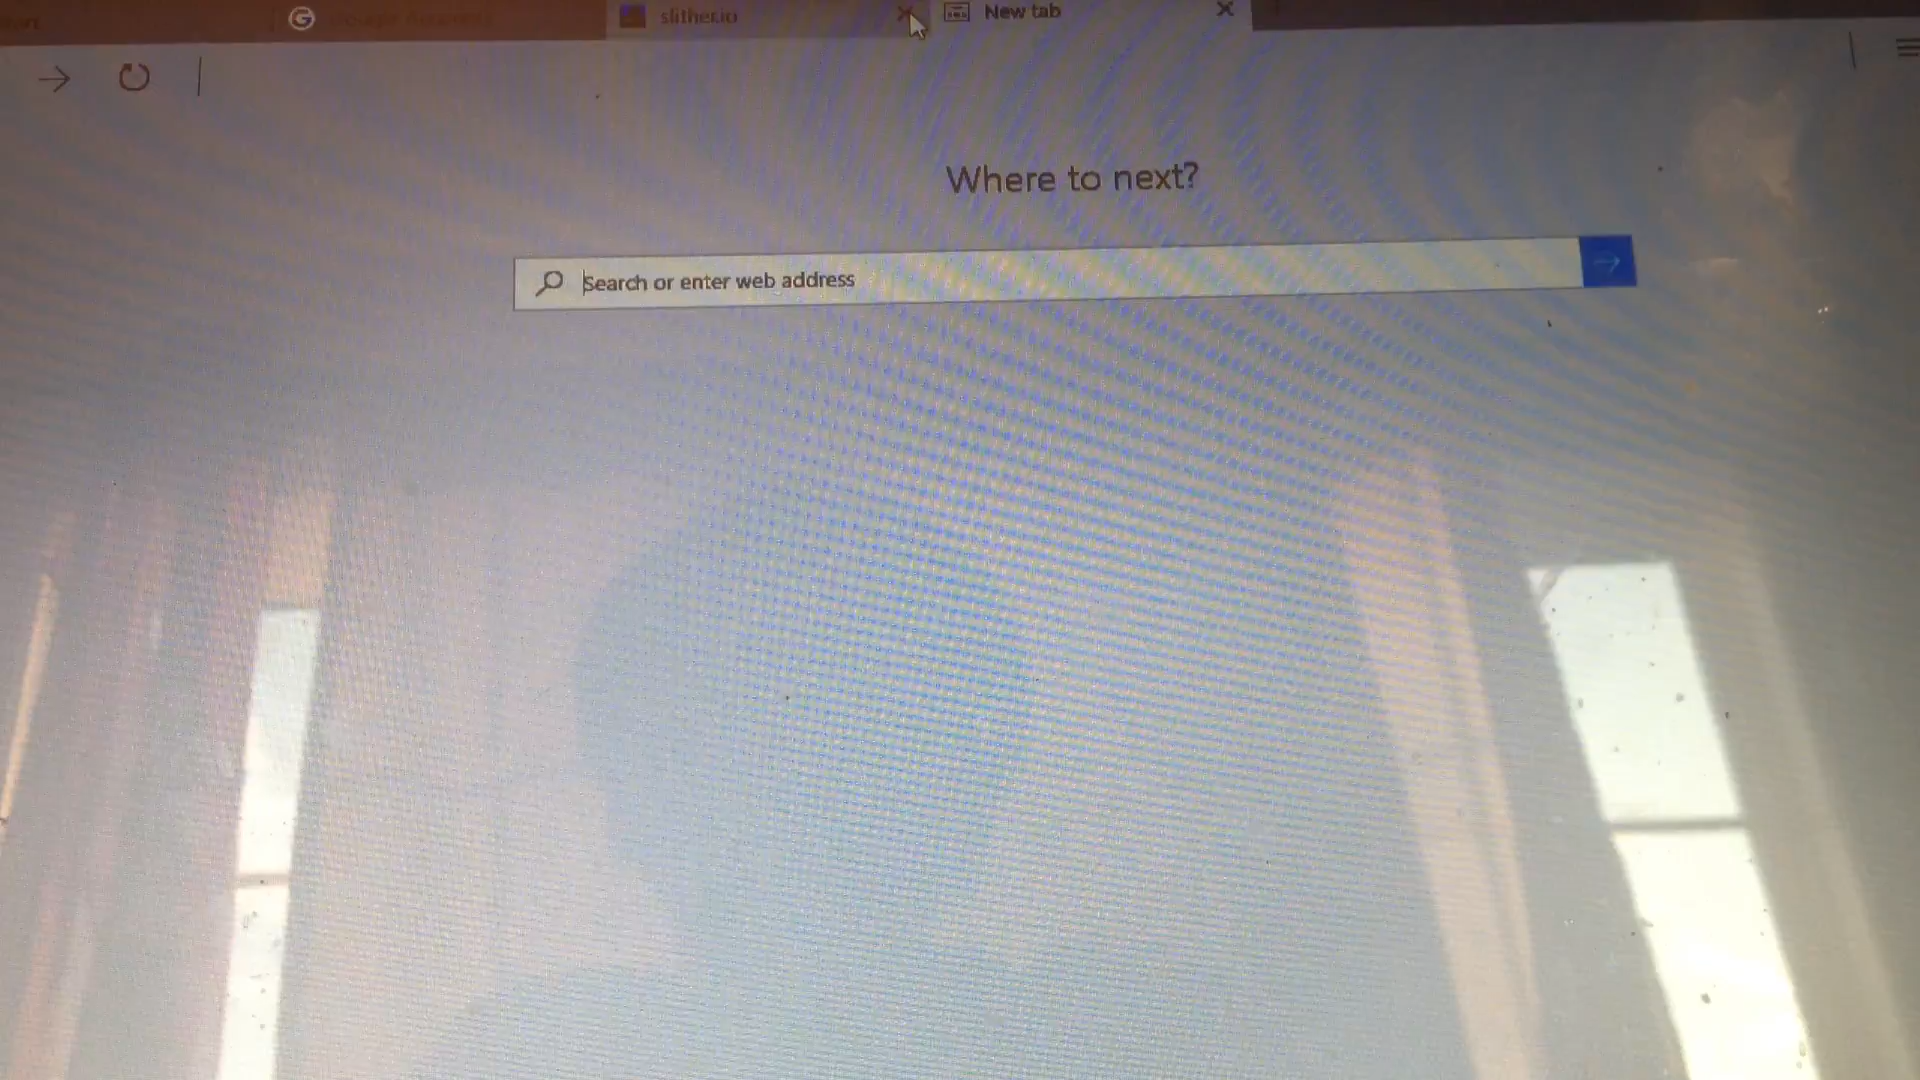 slither.io
New tab
Where to next?
Search or enter web address